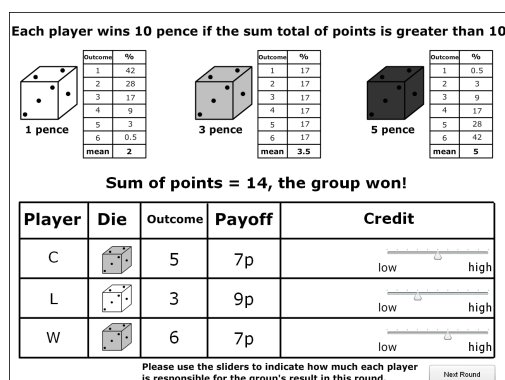 Each player wins 10 pence if the sum total of points is greater than 10
Outcome %
1 42
2 28
3 17
4 9
5 3
6 0.5
mean 2
1 pence
Outcome %
1 17
2 17
3 17
4 17
5 17
6 17
mean 3.5
3 pence
Outcome %
1 0.5
2 3
3 9
4 17
5 28
6 42
mean 5
5 pence
Sum of points = 14, the group won!
Player Die Outcome Payoff Credit
C 5 7p low high
L 3 9p low high
W 6 7p low high
Please use the sliders to indicate how much each player
is responsible for the group's result in this round.
Next Round